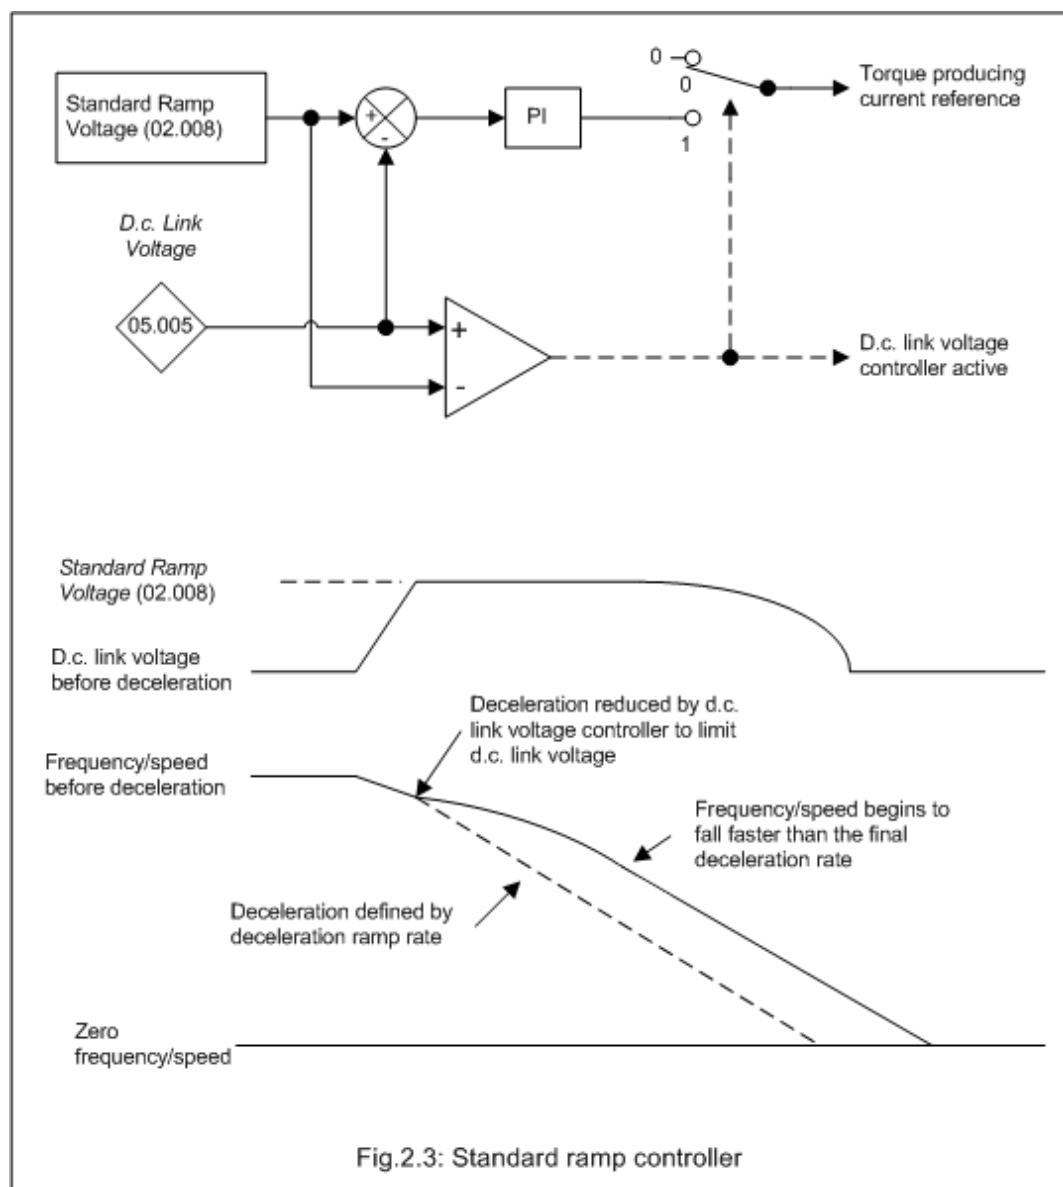 Standard Ramp
Voltage (02.008)
+
-
PI
0
0
1
Torque producing
current reference
D.c. Link
Voltage
05.005
+
-
D.c. link voltage
controller active
Standard Ramp
Voltage (02.008)
D.c. link voltage
before deceleration
Deceleration reduced by d.c.
link voltage controller to limit
d.c. link voltage
Frequency/speed
before deceleration
Frequency/speed begins to
fall faster than the final
deceleration rate
Deceleration defined by
deceleration ramp rate
Zero
frequency/speed
Fig.2.3: Standard ramp controller